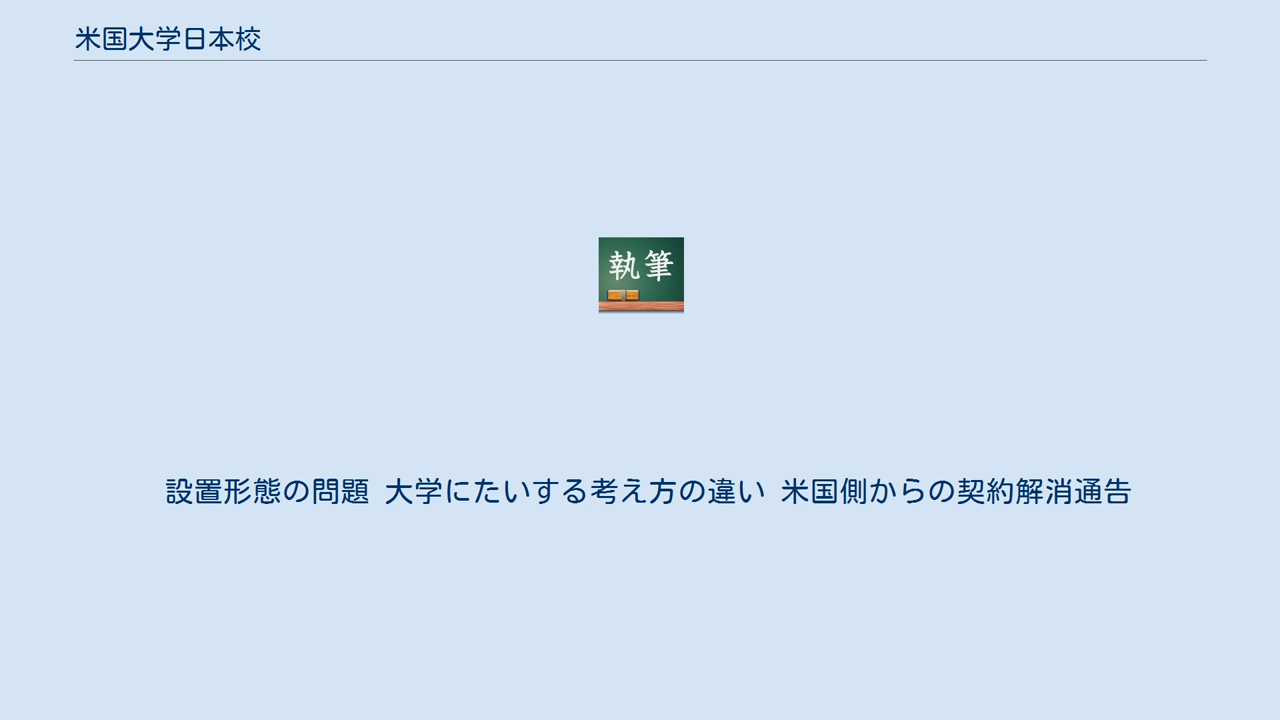 米国大学日本校
執筆
設置形態の問題 大学にたいする考え方の違い 米国側からの契約解消通告